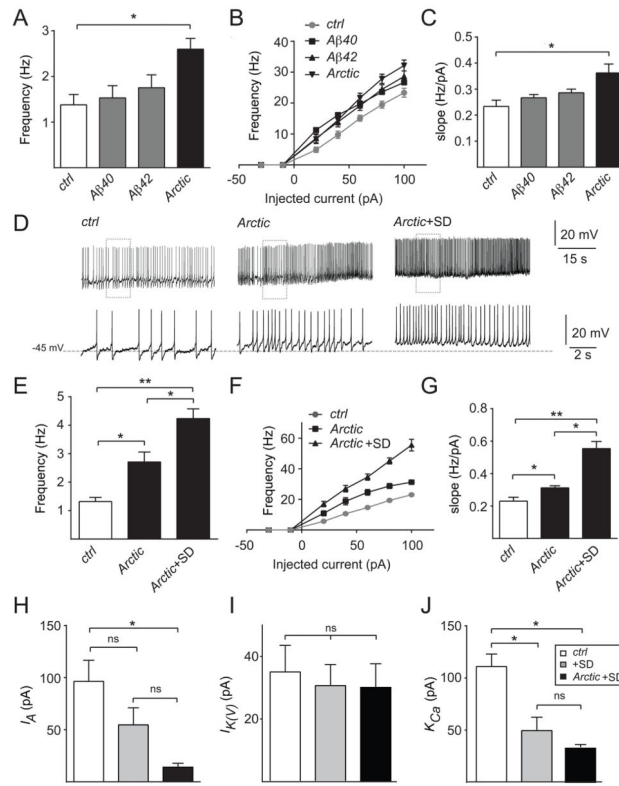 A
*
Frequency (Hz)
3
2
1
ctrl
Aβ40
Aβ42
Arctic
B
Frequency (Hz)
40
30
20
10
0
-50
0
50
100
Injected current (pA)
ctrl
Aβ40
Aβ42
Arctic
C
*
slope (Hz/pA)
0.5
0.4
0.3
0.2
0.1
ctrl
Aβ40
Aβ42
Arctic
D
ctrl
Arctic
Arctic+SD
20 mV
15 s
-45 mV
20 mV
2 s
E
**
*
*
Frequency (Hz)
5
4
3
2
1
ctrl
Arctic
Arctic+SD
F
ctrl
Arctic
Arctic+SD
Frequency (Hz)
60
40
20
0
-50
0
50
100
Injected current (pA)
G
**
*
*
slope (Hz/pA)
0.8
0.6
0.4
0.2
ctrl
Arctic
Arctic+SD
H
*
ns
ns
IA (pA)
150
100
50
I
ns
IK(V) (pA)
50
40
30
20
10
J
*
*
ns
KCa (pA)
150
100
50
ctrl
+SD
Arctic+SD